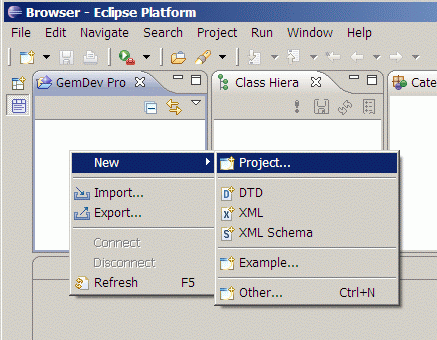 Browser - Eclipse Platform
File Edit Navigate Search Project Run Window Help
GemDev Pro Class Hiera Cate
New Project...
Import...
Export...
Connect
Disconnect
Refresh F5
DTD
XML
XML Schema
Example...
Other... Ctrl+N